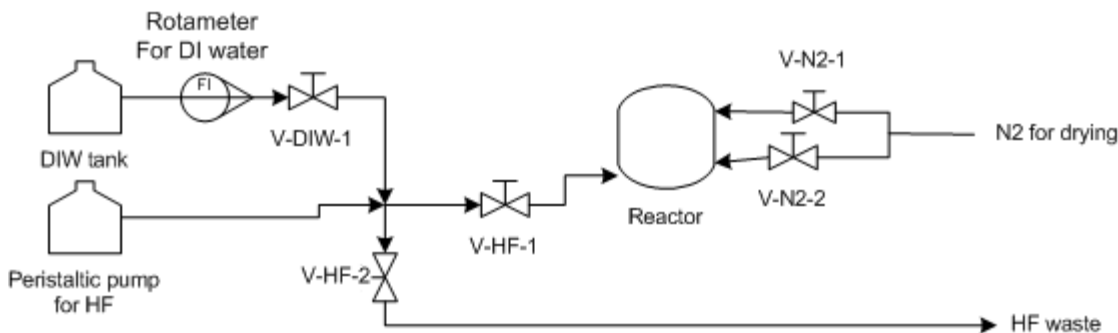 Rotameter
For DI water
FI
V-DIW-1
DIW tank
V-N2-1
N2 for drying
V-N2-2
Reactor
V-HF-1
Peristaltic pump
for HF
V-HF-2
HF waste